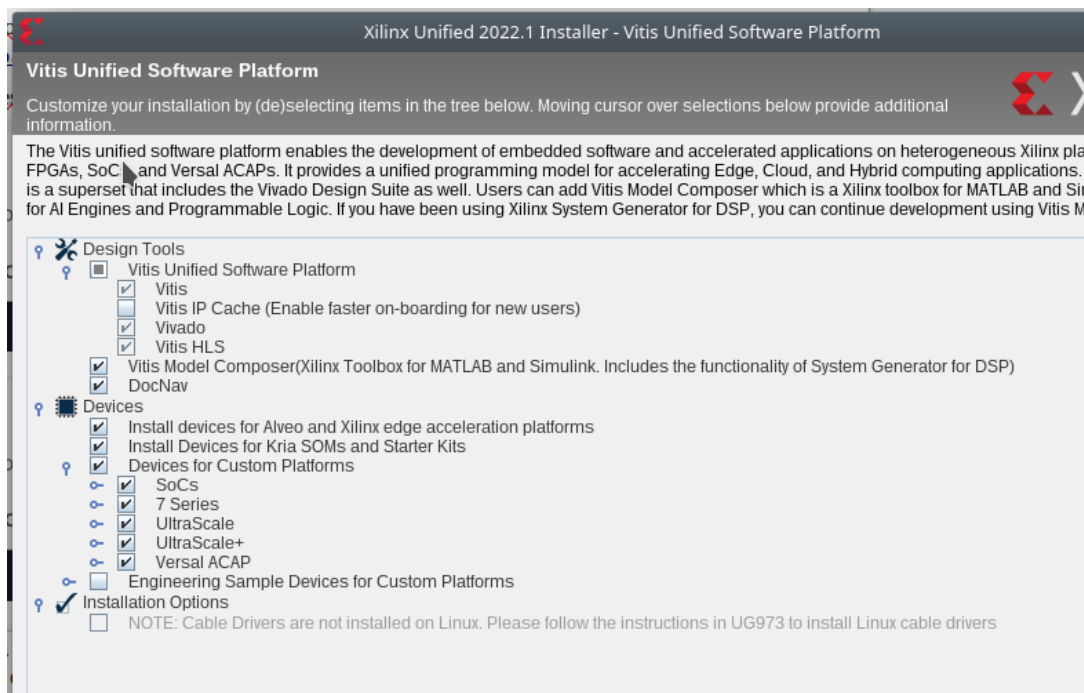 Xilinx Unified 2022.1 Installer - Vitis Unified Software Platform
Vitis Unified Software Platform
Customize your installation by (de)selecting items in the tree below. Moving cursor over selections below provide additional
information.
The Vitis unified software platform enables the development of embedded software and accelerated applications on heterogeneous Xilinx pla
FPGAs, SoC and Versal ACAPs. It provides a unified programming model for accelerating Edge, Cloud, and Hybrid computing applications.
is a superset that includes the Vivado Design Suite as well. Users can add Vitis Model Composer which is a Xilinx toolbox for MATLAB and Si
for AI Engines and Programmable Logic. If you have been using Xilinx System Generator for DSP, you can continue development using Vitis M
Design Tools
Vitis Unified Software Platform
Vitis
Vitis IP Cache (Enable faster on-boarding for new users)
Vivado
Vitis HLS
Vitis Model Composer(Xilinx Toolbox for MATLAB and Simulink. Includes the functionality of System Generator for DSP)
DocNav
Devices
Install devices for Alveo and Xilinx edge acceleration platforms
Install Devices for Kria SOMs and Starter Kits
Devices for Custom Platforms
SoCs
7 Series
UltraScale
UltraScale+
Versal ACAP
Engineering Sample Devices for Custom Platforms
Installation Options
NOTE: Cable Drivers are not installed on Linux. Please follow the instructions in UG973 to install Linux cable drivers